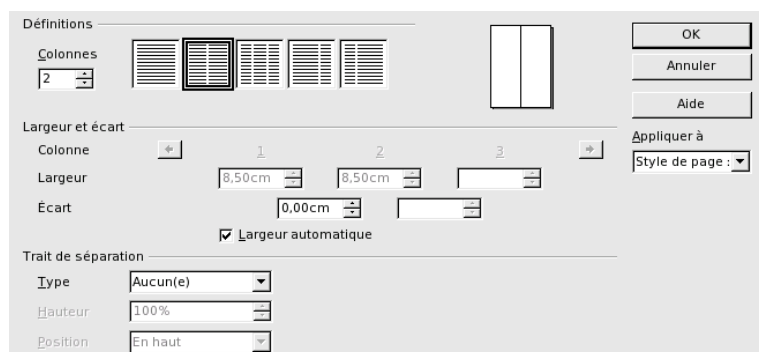 Définitions
Colonnes
2
OK
Annuler
Aide
Appliquer à
Style de page :
Largeur et écart
Colonne 1 2 3
Largeur 8,50cm 8,50cm
Écart 0,00cm
Largeur automatique
Trait de séparation
Type Aucun(e)
Hauteur 100%
Position En haut